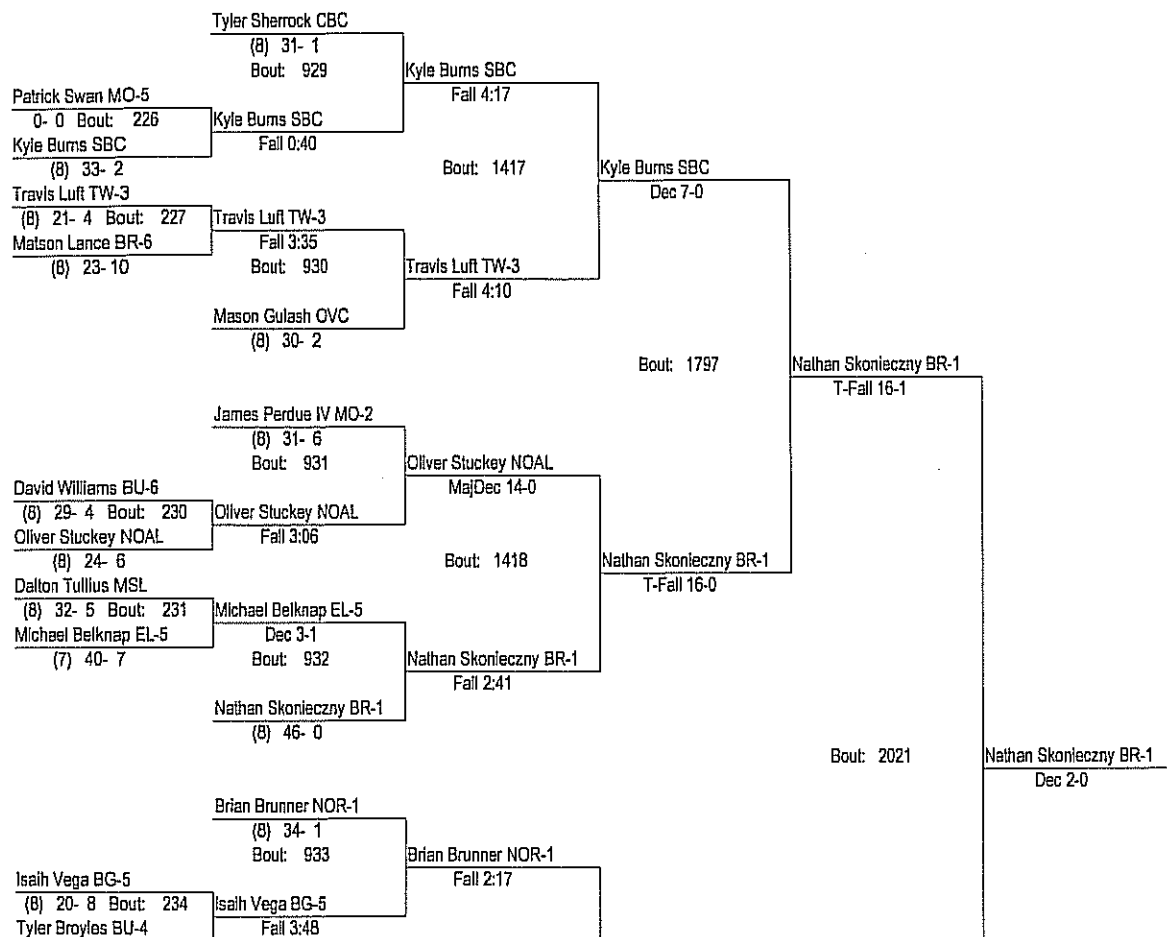 Tyler Sherrock CBC
(8) 31- 1
Bout: 929
Kyle Burns SBC
Fall 4:17
Patrick Swan MO-5
0- 0 Bout: 226
Kyle Burns SBC
Fall 0:40
Kyle Burns SBC
(8) 33- 2
Bout: 1417
Kyle Burns SBC
Dec 7-0
Travis Luft TW-3
(8) 21- 4 Bout: 227
Travis Luft TW-3
Fall 3:35
Matson Lance BR-6
(8) 23- 10
Bout: 930
Travis Luft TW-3
Fall 4:10
Mason Gulash OVC
(8) 30- 2
Bout: 1797
Nathan Skonieczny BR-1
T-Fall 16-1
James Perdue IV MO-2
(8) 31- 6
Bout: 931
Oliver Stuckey NOAL
MajDec 14-0
David Williams BU-6
(8) 29- 4 Bout: 230
Oliver Stuckey NOAL
Fall 3:06
Oliver Stuckey NOAL
(8) 24- 6
Bout: 1418
Nathan Skonieczny BR-1
T-Fall 16-0
Dalton Tullius MSL
(8) 32- 5 Bout: 231
Michael Belknap EL-5
Dec 3-1
Michael Belknap EL-5
(7) 40- 7
Bout: 932
Nathan Skonieczny BR-1
Fall 2:41
Nathan Skonieczny BR-1
(8) 46- 0
Bout: 2021
Nathan Skonieczny BR-1
Dec 2-0
Brian Brunner NOR-1
(8) 34- 1
Bout: 933
Brian Brunner NOR-1
Fall 2:17
Isaih Vega BG-5
(8) 20- 8 Bout: 234
Isaih Vega BG-5
Fall 3:48
Tyler Broyles BU-4